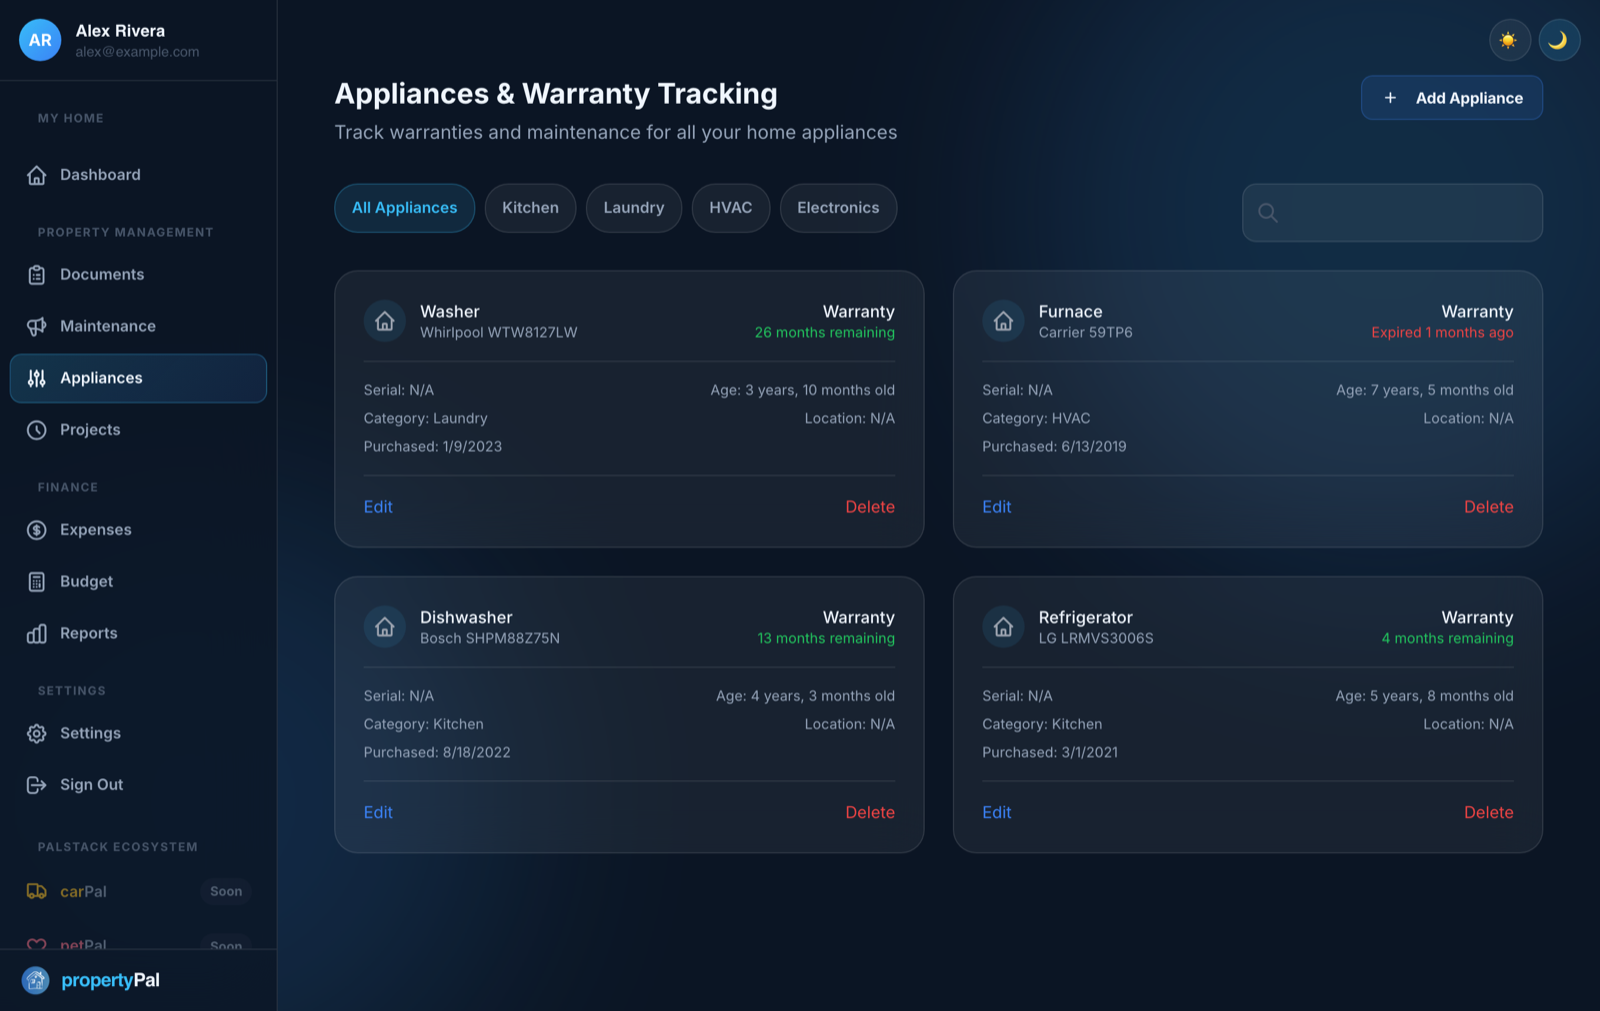 AR
Alex Rivera
alex@example.com
MY HOME
Dashboard
PROPERTY MANAGEMENT
Documents
Maintenance
Appliances
Projects
FINANCE
Expenses
Budget
Reports
SETTINGS
Settings
Sign Out
PALSTACK ECOSYSTEM
carPal
Soon
petPal
Soon
propertyPal
Appliances & Warranty Tracking
Track warranties and maintenance for all your home appliances
+ Add Appliance
All Appliances
Kitchen
Laundry
HVAC
Electronics
Washer
Whirlpool WTW8127LW
Warranty
26 months remaining
Serial: N/A
Age: 3 years, 10 months old
Category: Laundry
Location: N/A
Purchased: 1/9/2023
Edit
Delete
Furnace
Carrier 59TP6
Warranty
Expired 1 months ago
Serial: N/A
Age: 7 years, 5 months old
Category: HVAC
Location: N/A
Purchased: 6/13/2019
Edit
Delete
Dishwasher
Bosch SHPM88Z75N
Warranty
13 months remaining
Serial: N/A
Age: 4 years, 3 months old
Category: Kitchen
Location: N/A
Purchased: 8/18/2022
Edit
Delete
Refrigerator
LG LRMVS3006S
Warranty
4 months remaining
Serial: N/A
Age: 5 years, 8 months old
Category: Kitchen
Location: N/A
Purchased: 3/1/2021
Edit
Delete